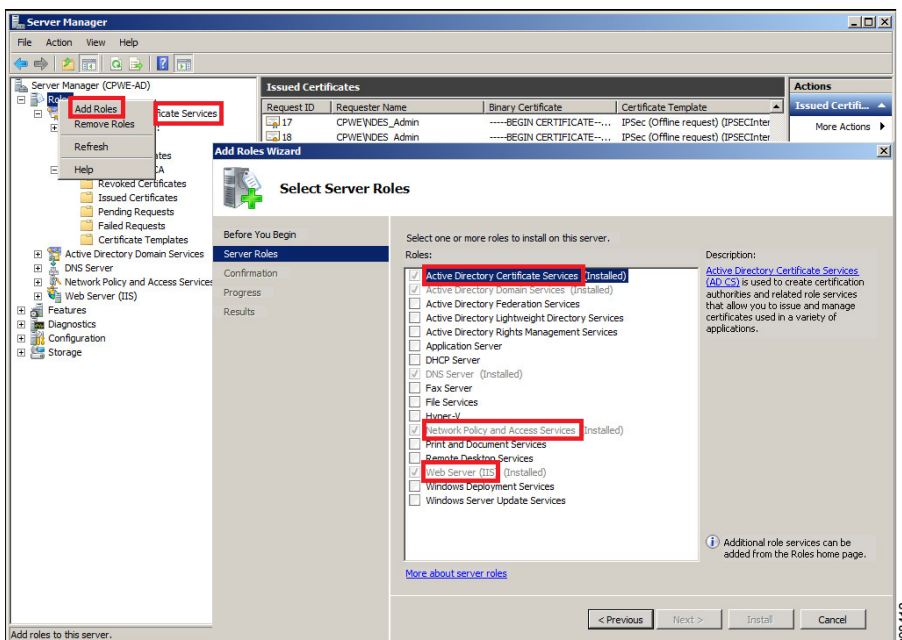 Server Manager
File Action View Help
Server Manager (CPWE-AD)
Issued Certificates
Actions
Add Roles
Remove Roles
Refresh
Help
ficate Services
Request ID Requester Name Binary Certificate Certificate Template
17 CPWE\NDES_Admin -----BEGIN CERTIFICATE--... IPSec (Offline request) (IPSECInter
18 CPWE\NDES_Admin -----BEGIN CERTIFICATE--... IPSec (Offline request) (IPSECInter
Issued Certifi...
More Actions
Revoked Certificates
Issued Certificates
Pending Requests
Failed Requests
Certificate Templates
Active Directory Domain Services
DNS Server
Network Policy and Access Services
Web Server (IIS)
Features
Diagnostics
Configuration
Storage
Add Roles Wizard
Select Server Roles
Before You Begin
Server Roles
Confirmation
Progress
Results
Select one or more roles to install on this server.
Roles:
Active Directory Certificate Services (Installed)
Active Directory Domain Services (Installed)
Active Directory Federation Services
Active Directory Lightweight Directory Services
Active Directory Rights Management Services
Application Server
DHCP Server
DNS Server (Installed)
Fax Server
File Services
Hyper-V
Network Policy and Access Services (Installed)
Print and Document Services
Remote Desktop Services
Web Server (IIS) (Installed)
Windows Deployment Services
Windows Server Update Services
More about server roles
Description:
Active Directory Certificate Services
(AD CS) is used to create certification
authorities and related role services
that allow you to issue and manage
certificates used in a variety of
applications.
Additional role services can be
added from the Roles home page.
< Previous Next > Install Cancel
Add roles to this server.